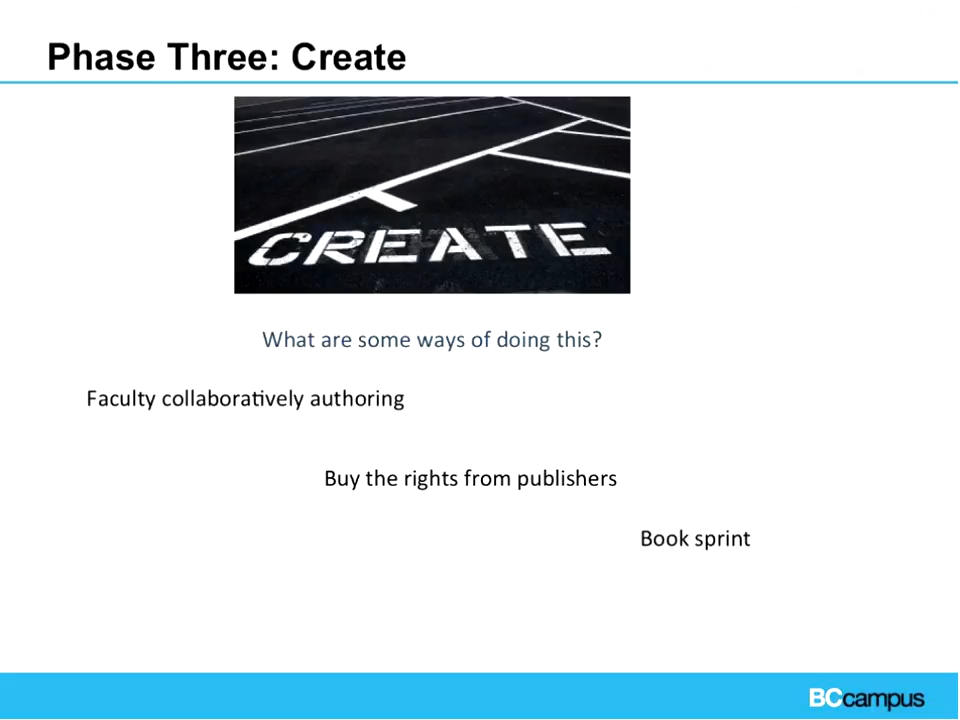 Phase Three: Create
CREATE
What are some ways of doing this?
Faculty collaboratively authoring
Buy the rights from publishers
Book sprint
BCcampus